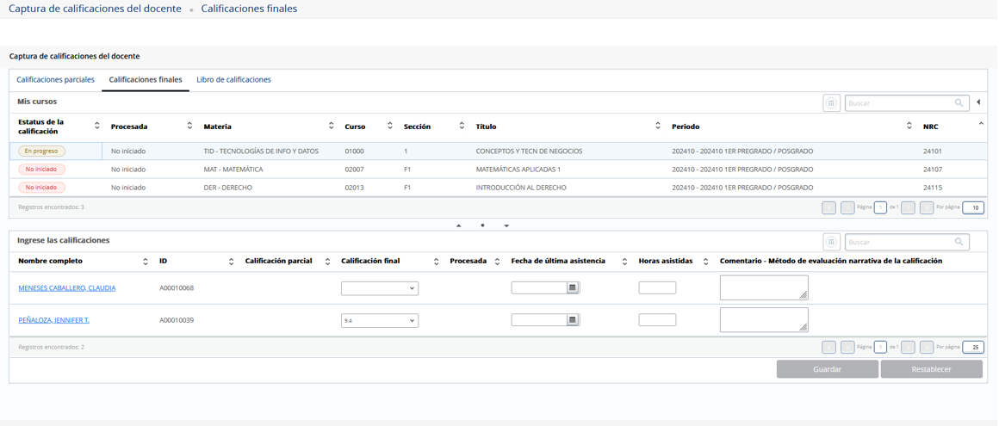 Captura de calificaciones del docente • Calificaciones finales
Captura de calificaciones del docente
Calificaciones parciales Calificaciones finales Libro de calificaciones
Mis cursos Buscar
Estatus de la calificación Procesada Materia Curso Sección Título Periodo NRC
En progreso No iniciado TID - TECNOLOGÍAS DE INFO Y DATOS 01000 1 CONCEPTOS Y TECN DE NEGOCIOS 202410 - 202410 1ER PREGRADO / POSGRADO 24101
No iniciado No iniciado MAT - MATEMÁTICA 02007 F1 MATEMÁTICAS APLICADAS 1 202410 - 202410 1ER PREGRADO / POSGRADO 24107
No iniciado No iniciado DER - DERECHO 02013 F1 INTRODUCCIÓN AL DERECHO 202410 - 202410 1ER PREGRADO / POSGRADO 24115
Registros encontrados: 3 Página 1 de 1 Por página 10
Ingrese las calificaciones Buscar
Nombre completo ID Calificación parcial Calificación final Procesada Fecha de última asistencia Horas asistidas Comentario - Método de evaluación narrativa de la calificación
MENESES CABALLERO, CLAUDIA A00010068
PEÑALOZA, JENNIFER T. A00010039 9.4
Registros encontrados: 2 Página 1 de 1 Por página 25
Guardar Restablecer